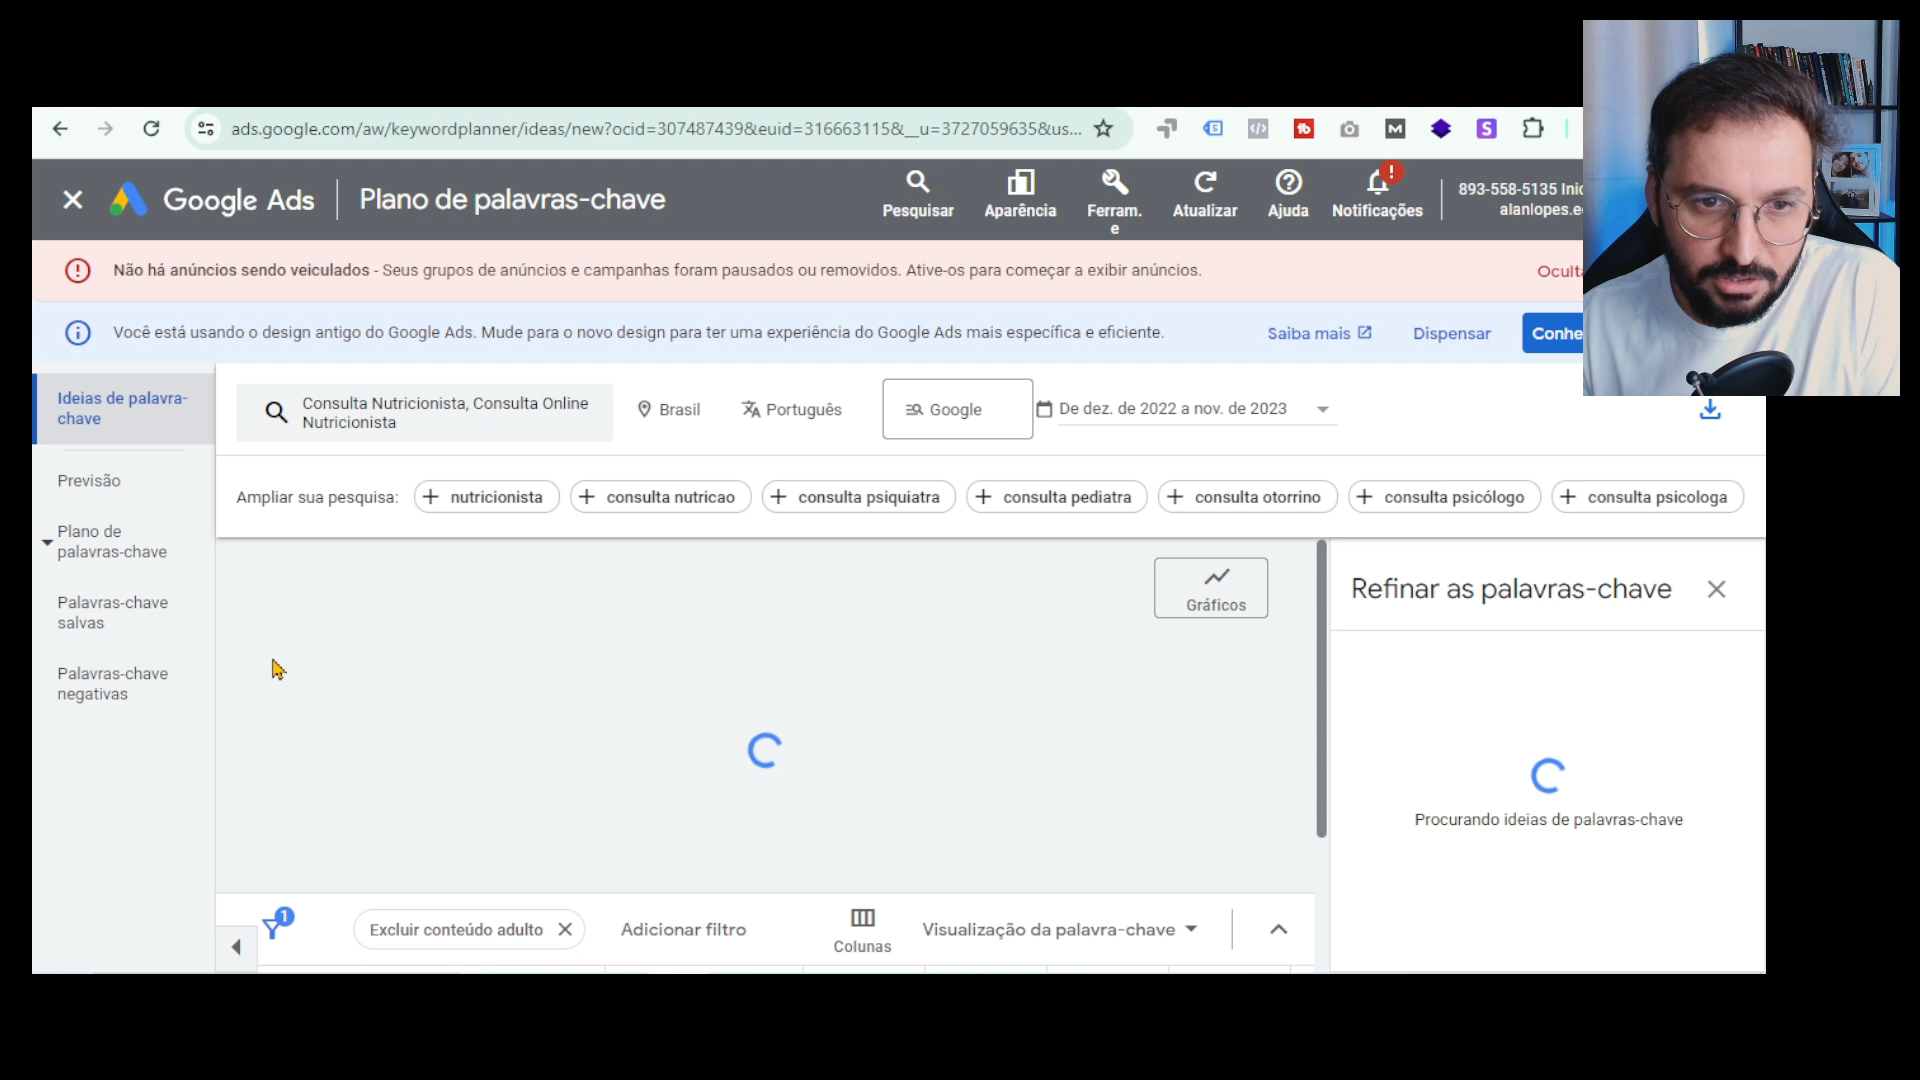 ads.google.com/aw/keywordplanner/ideas/new?ocid=307487439&euid=316663115&__u=3727059635&us...
Google Ads
Plano de palavras-chave
Pesquisar
Aparência
Ferram.
e
Atualizar
Ajuda
Notificações
893-558-5135
alanlopes.e
Não há anúncios sendo veiculados - Seus grupos de anúncios e campanhas foram pausados ou removidos. Ative-os para começar a exibir anúncios.
Você está usando o design antigo do Google Ads. Mude para o novo design para ter uma experiência do Google Ads mais específica e eficiente.
Saiba mais
Dispensar
Conhe
Ideias de palavra-
chave
Previsão
Plano de
palavras-chave
Palavras-chave
salvas
Palavras-chave
negativas
Consulta Nutricionista, Consulta Online
Nutricionista
Brasil
Português
Google
De dez. de 2022 a nov. de 2023
Ampliar sua pesquisa:
+ nutricionista
+ consulta nutricao
+ consulta psiquiatra
+ consulta pediatra
+ consulta otorrino
+ consulta psicólogo
+ consulta psicologa
Gráficos
Refinar as palavras-chave
Procurando ideias de palavras-chave
1
Excluir conteúdo adulto
Adicionar filtro
Colunas
Visualização da palavra-chave